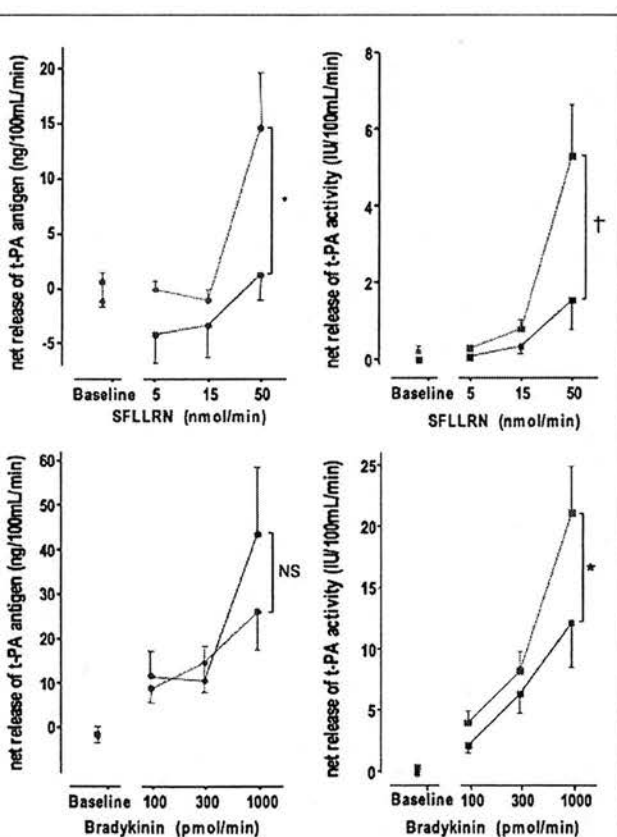 net release of t-PA antigen (ng/100mL/min)
20
15
10
5
0
-5
*
Baseline 5 15 50
SFLLRN (nmol/min)
net release of t-PA activity (IU/100mL/min)
8
6
4
2
0
†
Baseline 5 15 50
SFLLRN (nmol/min)
net release of t-PA antigen (ng/100mL/min)
60
50
40
30
20
10
0
NS
Baseline 100 300 1000
Bradykinin (pmol/min)
net release of t-PA activity (IU/100mL/min)
25
20
15
10
5
0
*
Baseline 100 300 1000
Bradykinin (pmol/min)